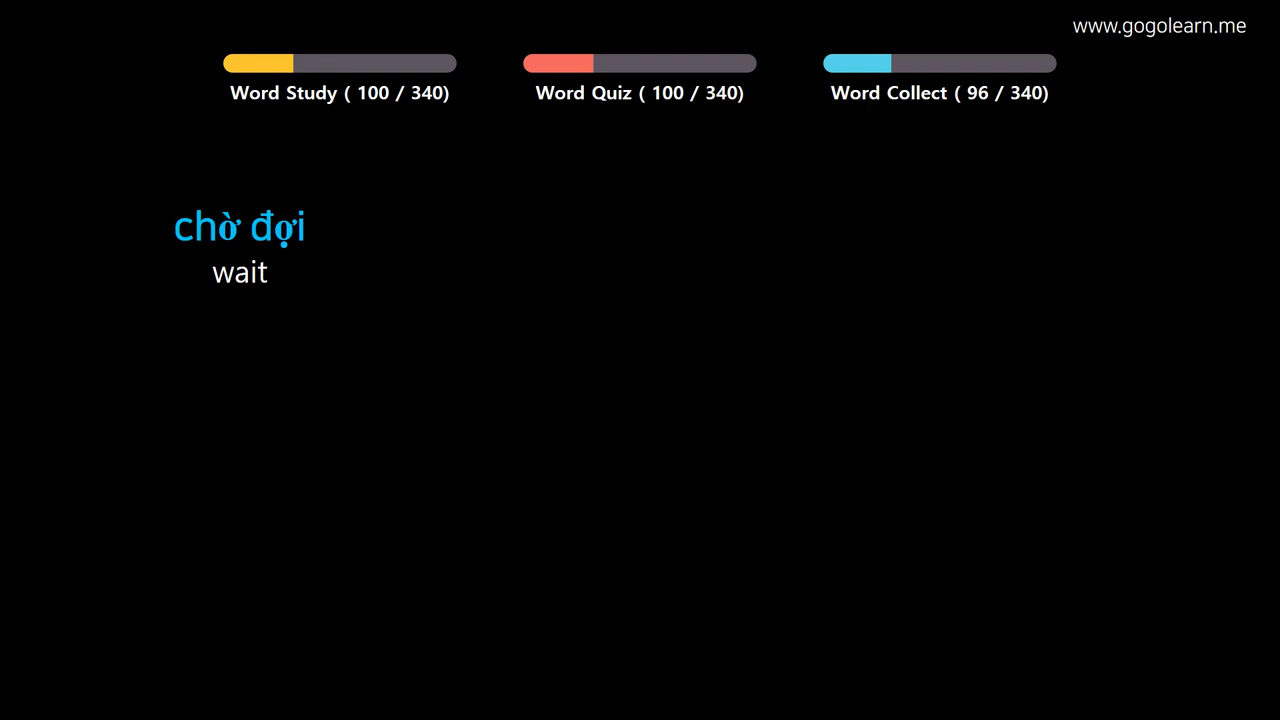 www.gogolearn.me
Word Study ( 100 / 340)
Word Quiz ( 100 / 340)
Word Collect ( 96 / 340)
chờ đợi
wait